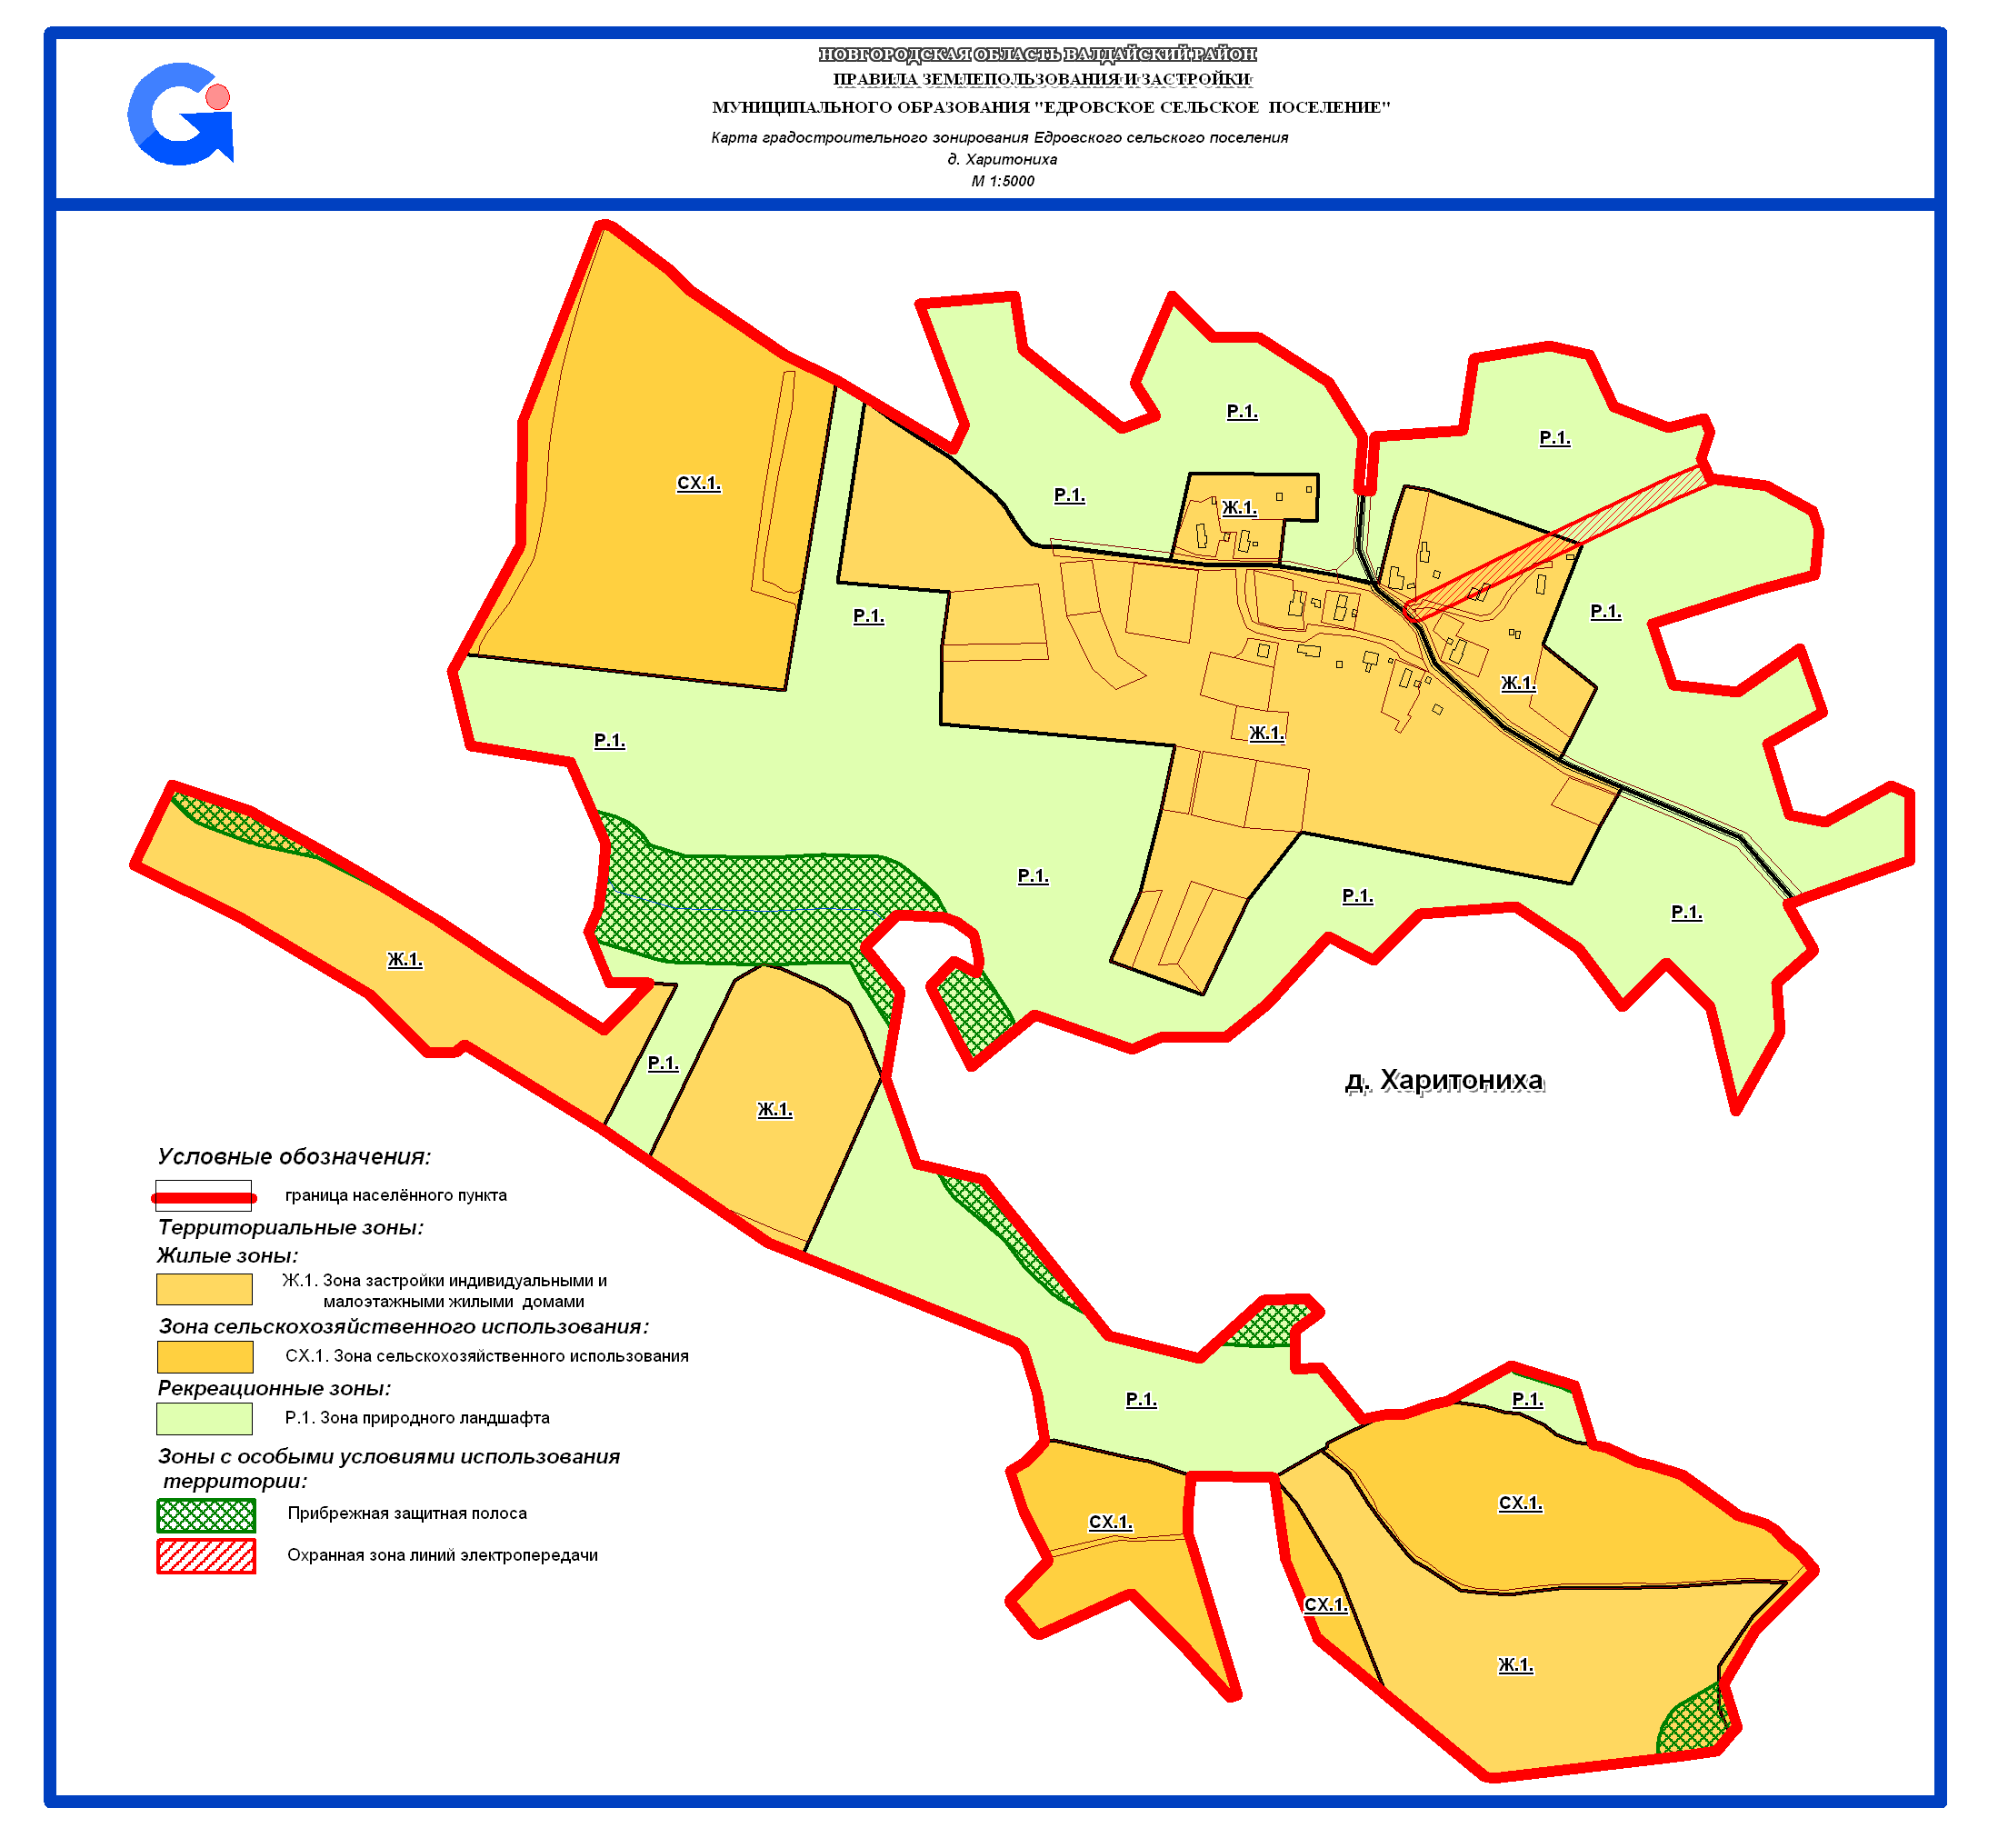 НОВГОРОДСКАЯ ОБЛАСТЬ ВАЛДАЙСКИЙ РАЙОН
ПРАВИЛА ЗЕМЛЕПОЛЬЗОВАНИЯ И ЗАСТРОЙКИ
МУНИЦИПАЛЬНОГО ОБРАЗОВАНИЯ "ЕДРОВСКОЕ СЕЛЬСКОЕ ПОСЕЛЕНИЕ"
Карта градостроительного зонирования Едровского сельского поселения
д. Харитониха
М 1:5000
Р.1.
Р.1.
СХ.1.
Р.1.
Ж.1.
Р.1.
Р.1.
Ж.1.
Р.1.
Ж.1.
Р.1.
Р.1.
Р.1.
Ж.1.
Р.1.
д. Харитониха
Ж.1.
Условные обозначения:
граница населённого пункта
Территориальные зоны:
Жилые зоны:
Ж.1. Зона застройки индивидуальными и
малоэтажными жилыми домами
Зона сельскохозяйственного использования:
СХ.1. Зона сельскохозяйственного использования
Рекреационные зоны:
Р.1. Зона природного ландшафта
Зоны с особыми условиями использования
территории:
Прибрежная защитная полоса
Охранная зона линий электропередачи
Р.1.
Р.1.
СХ.1.
СХ.1.
СХ.1.
Ж.1.